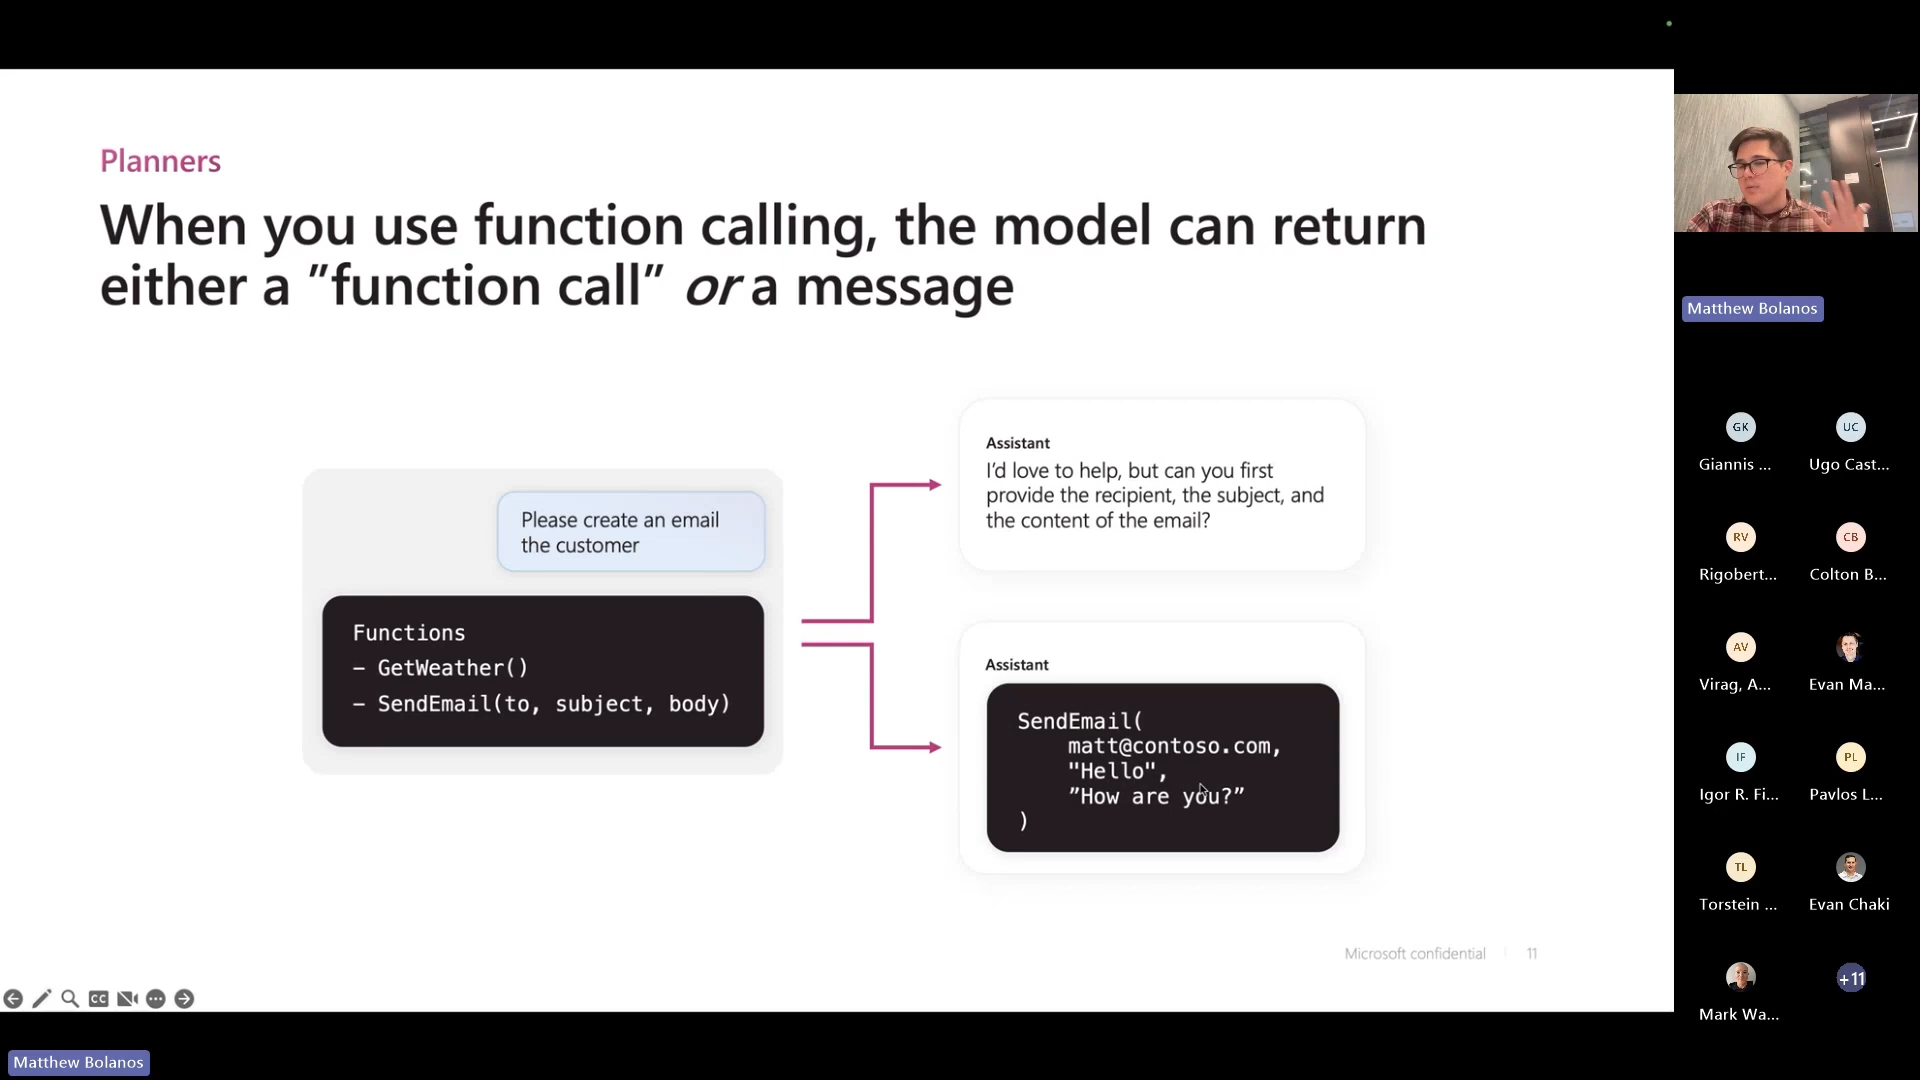 Planners
When you use function calling, the model can return
either a ”function call” or a message
Please create an email
the customer
Functions
- GetWeather()
- SendEmail(to, subject, body)
Assistant
I'd love to help, but can you first
provide the recipient, the subject, and
the content of the email?
Assistant
SendEmail(
matt@contoso.com,
"Hello",
”How are you?”
)
Microsoft confidential
11
CC
Matthew Bolanos
Matthew Bolanos
GK
Giannis ...
UC
Ugo Cast...
RV
Rigobert...
CB
Colton B...
AV
Virag, A...
Evan Ma...
IF
Igor R. Fi...
PL
Pavlos L...
TL
Torstein ...
Evan Chaki
Mark Wa...
+11